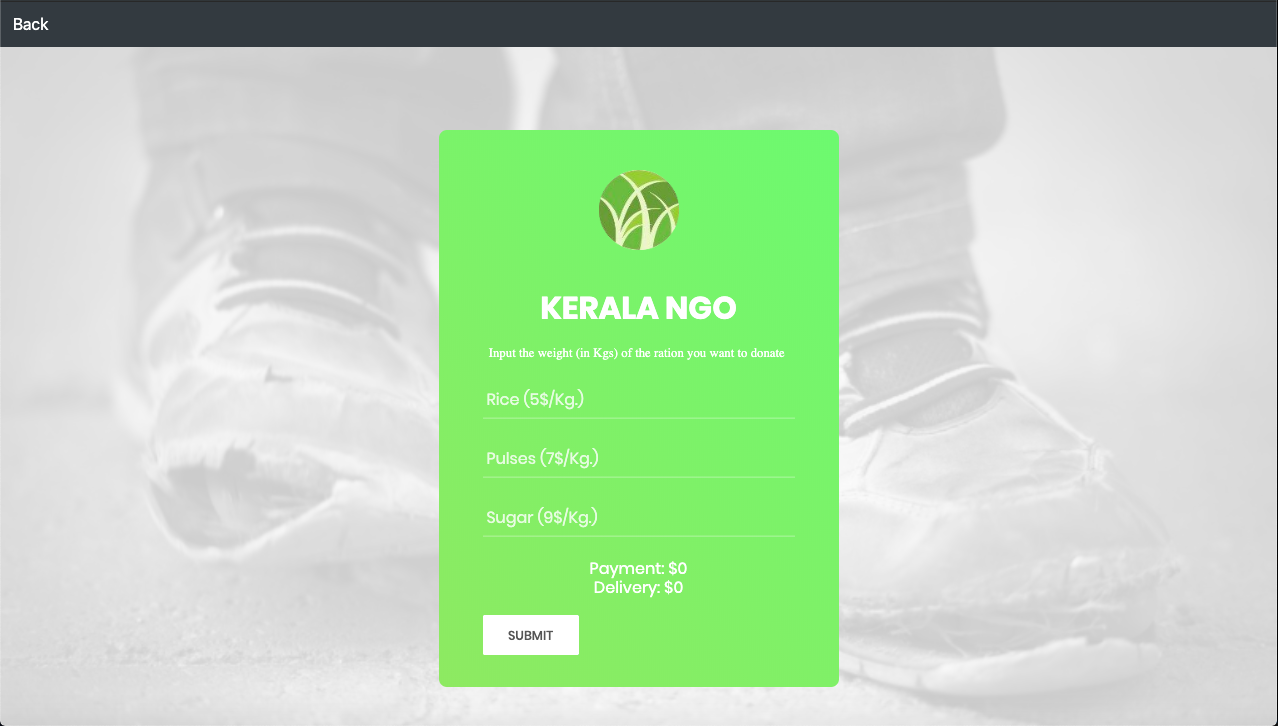 Back
KERALA NGO
Input the weight (in Kgs) of the ration you want to donate
Rice (5$/Kg.)
Pulses (7$/Kg.)
Sugar (9$/Kg.)
Payment: $0
Delivery: $0
SUBMIT